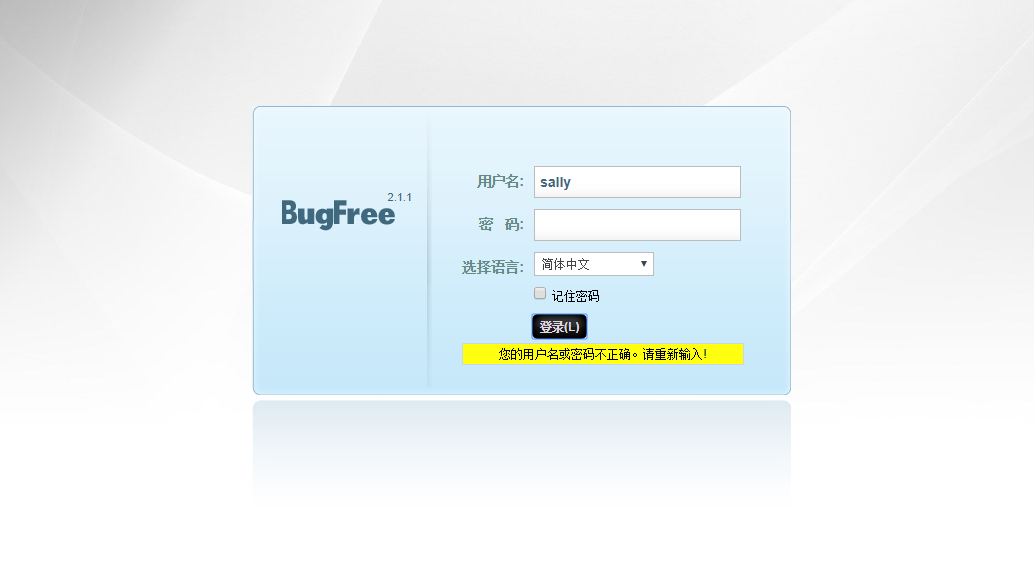 2.1.1
BugFree
用户名: sally
密 码:
选择语言: 简体中文
记住密码
登录(L)
您的用户名或密码不正确。请重新输入!